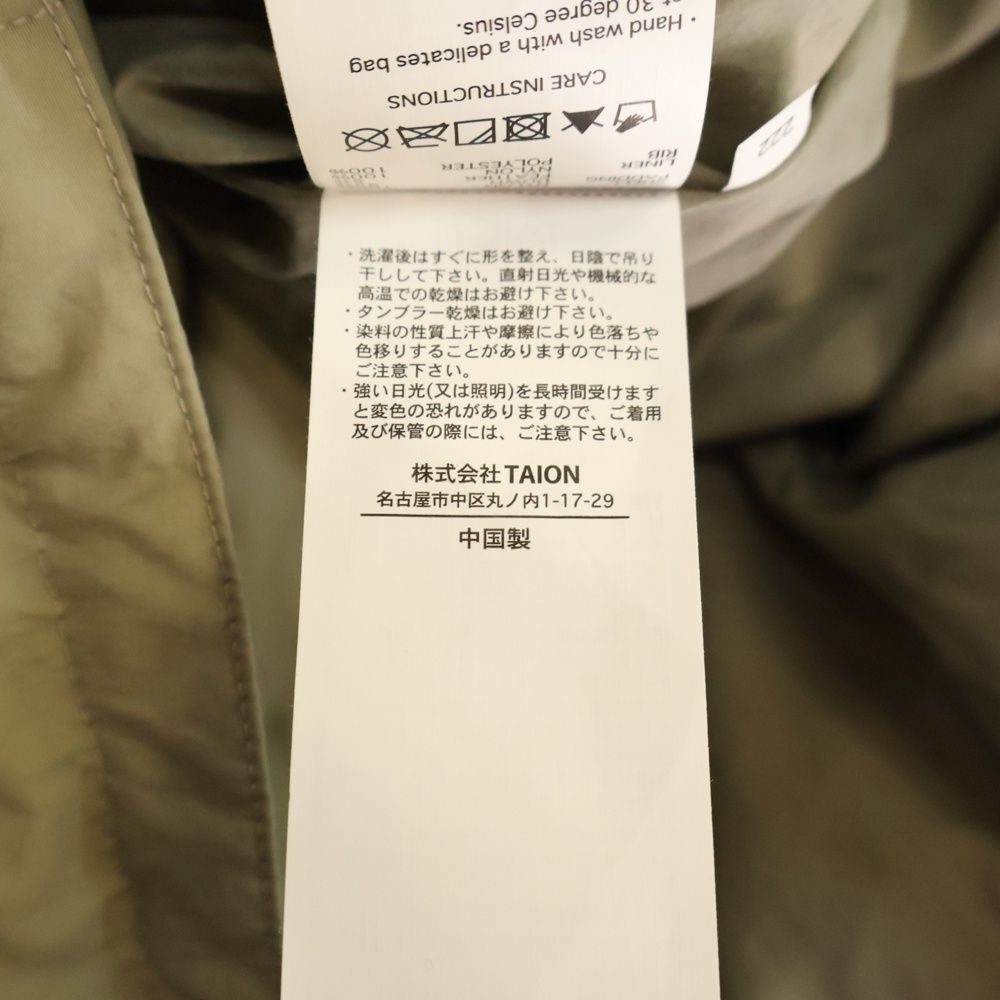 at 30 degree Celsius.
・Hand wash with a delicates bag
CARE INSTRUCTIONS
LINER NYLON 100%
RIB POLYESTER 100%
222
・洗濯後はすぐに形を整え、日陰で吊り
干しして下さい。直射日光や機械的な
高温での乾燥はお避け下さい。
・タンブラー乾燥はお避け下さい。
・染料の性質上汗や摩擦により色落ちや
色移りすることがありますので十分に
ご注意下さい。
・強い日光(又は照明)を長時間受けますと
と変色の恐れがありますので、ご着用
及び保管の際には、ご注意下さい。
株式会社 TAION
名古屋市中区丸ノ内1-17-29
中国製